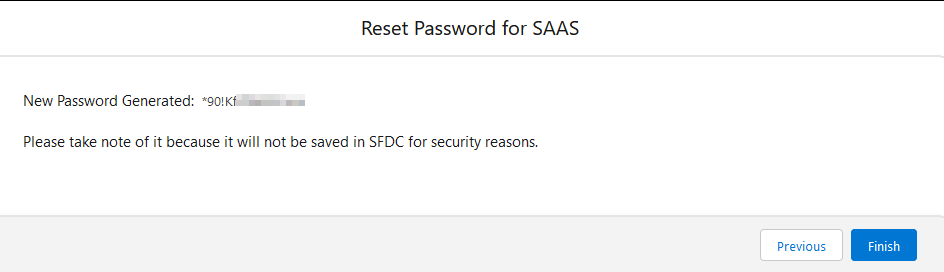 Reset Password for SAAS
New Password Generated: *90!Kf
Please take note of it because it will not be saved in SFDC for security reasons.
Previous Finish